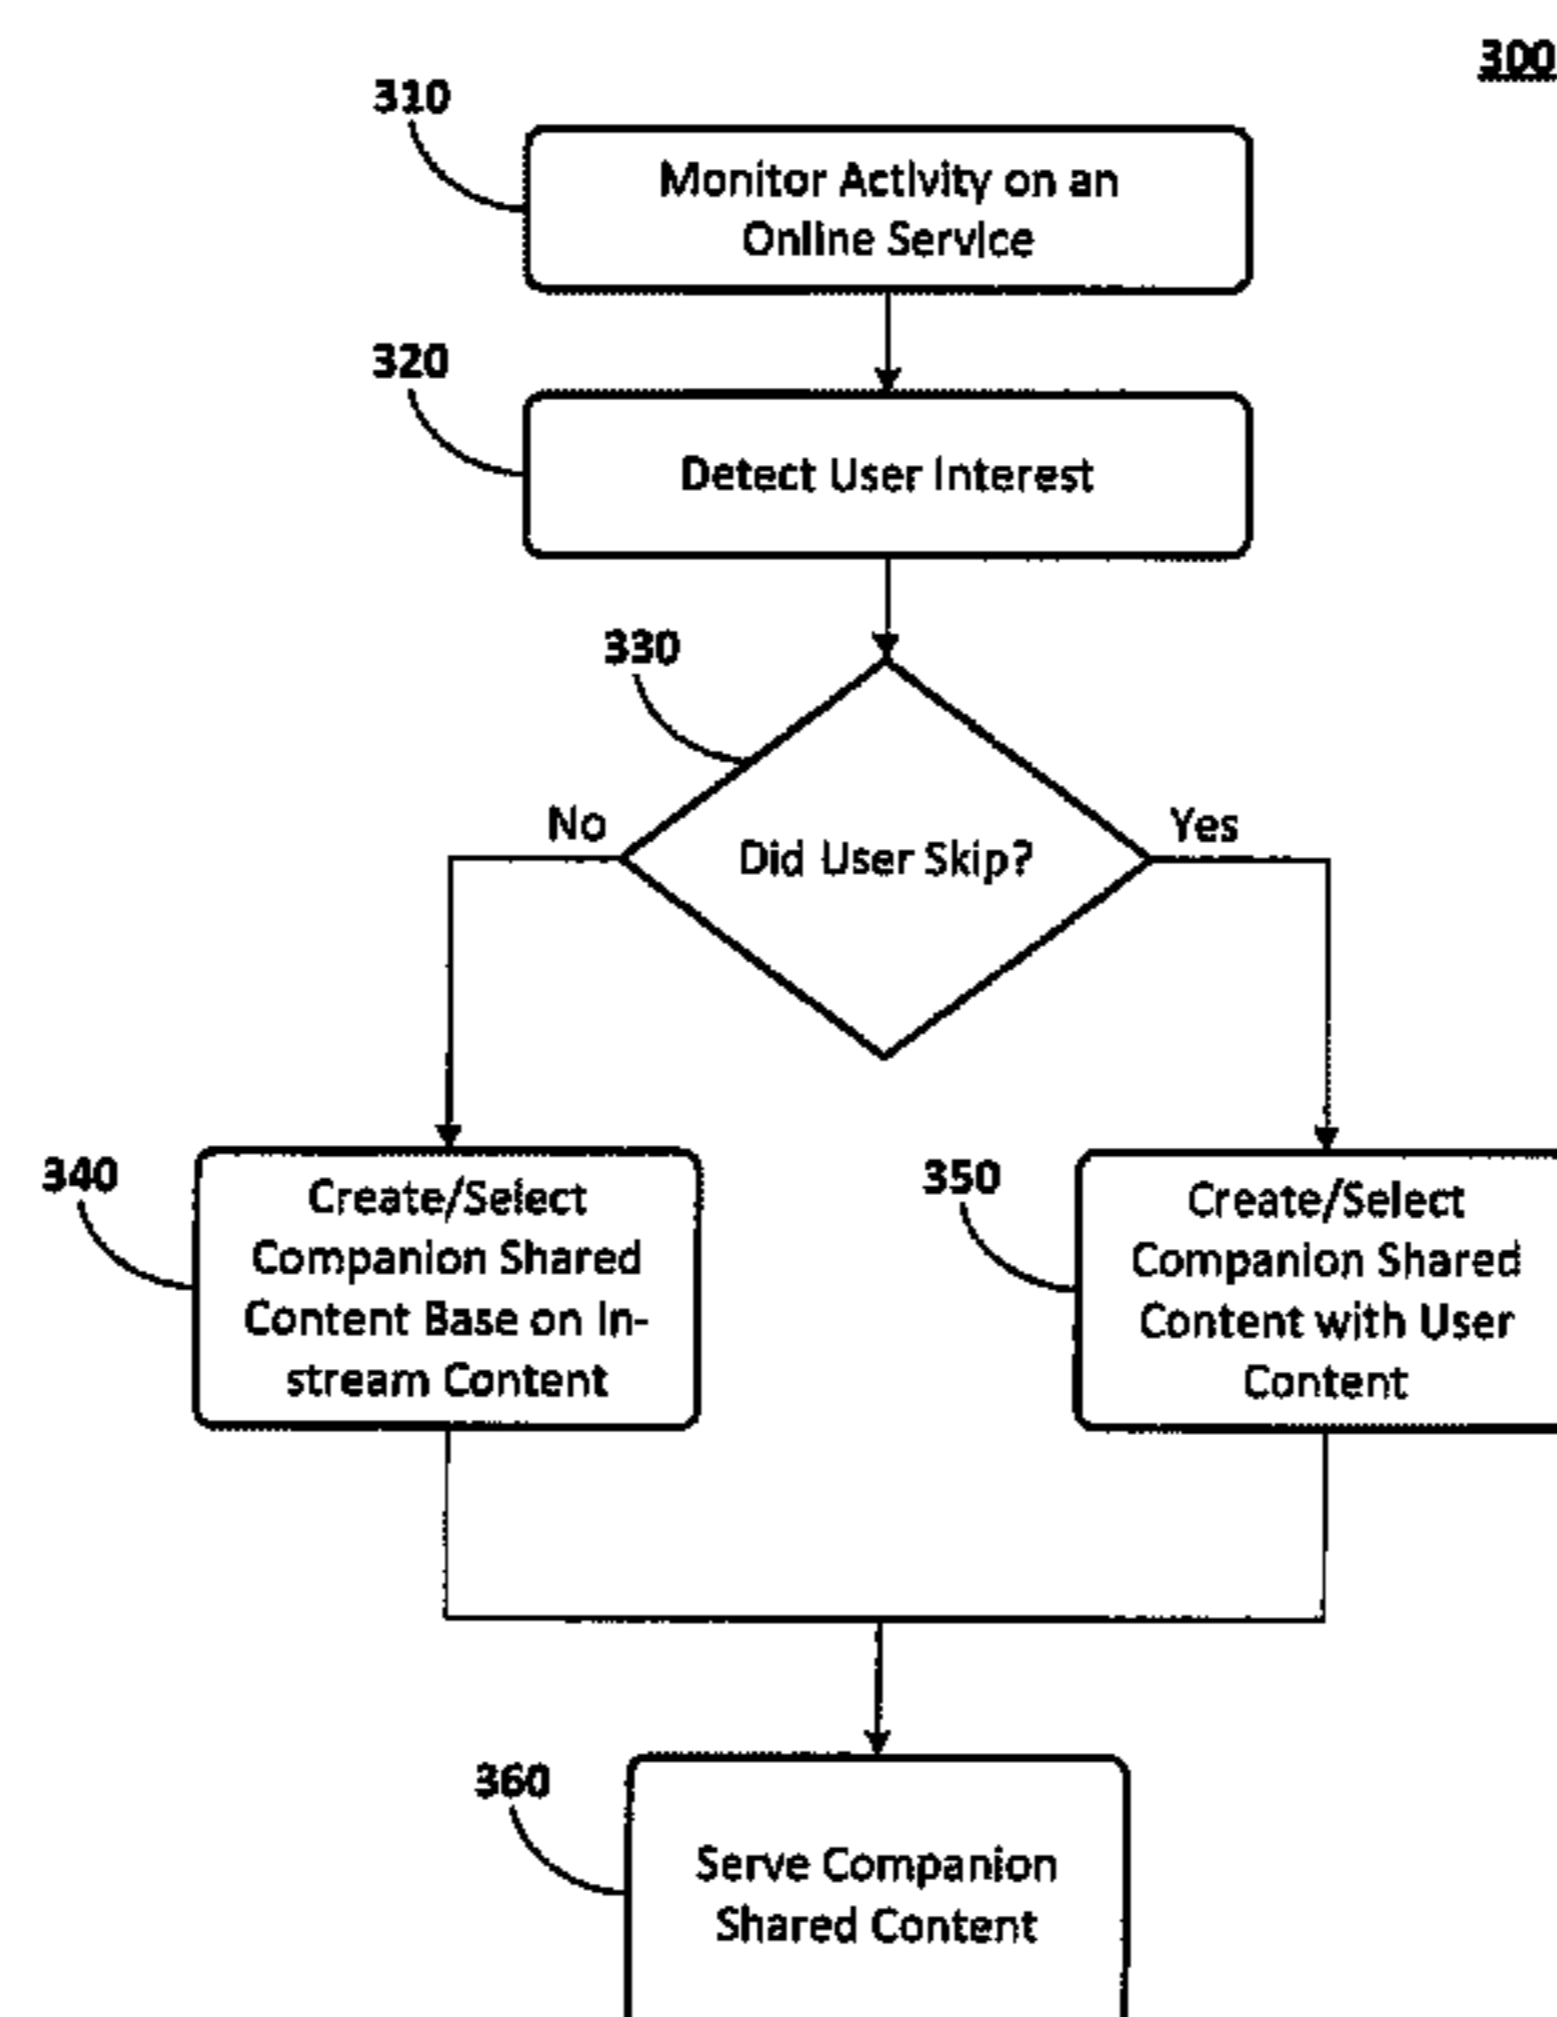 300
310
Monitor Activity on an
Online Service
320
Detect User Interest
330
No
Did User Skip?
Yes
340
Create/Select
Companion Shared
Content Base on In-
stream Content
350
Create/Select
Companion Shared
Content with User
Content
360
Serve Companion
Shared Content